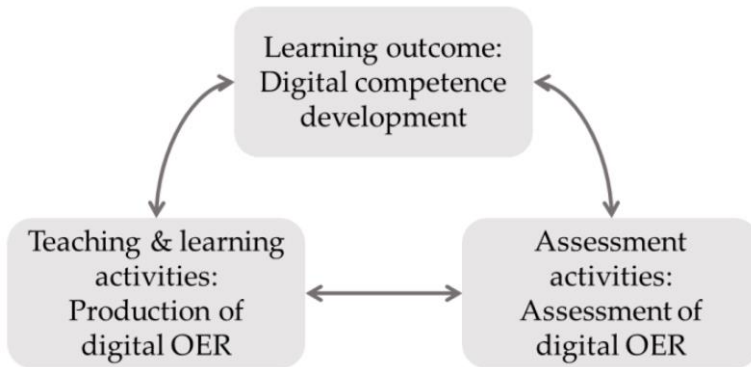 Learning outcome:
Digital competence
development
Teaching & learning
activities:
Production of
digital OER
Assessment
activities:
Assessment of
digital OER